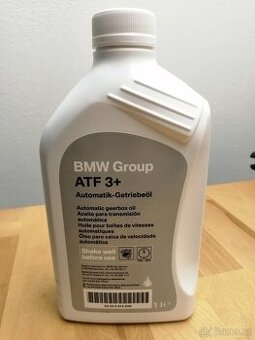 BMW Group
ATF 3+
Automatik-Getriebeöl
Automatic gearbox oil
Aceite para transmisión
automática
Huile pour boîtes de vitesses
automatiques
Óleo para caixa de velocidade
automática
Shake well
before use
1 l e